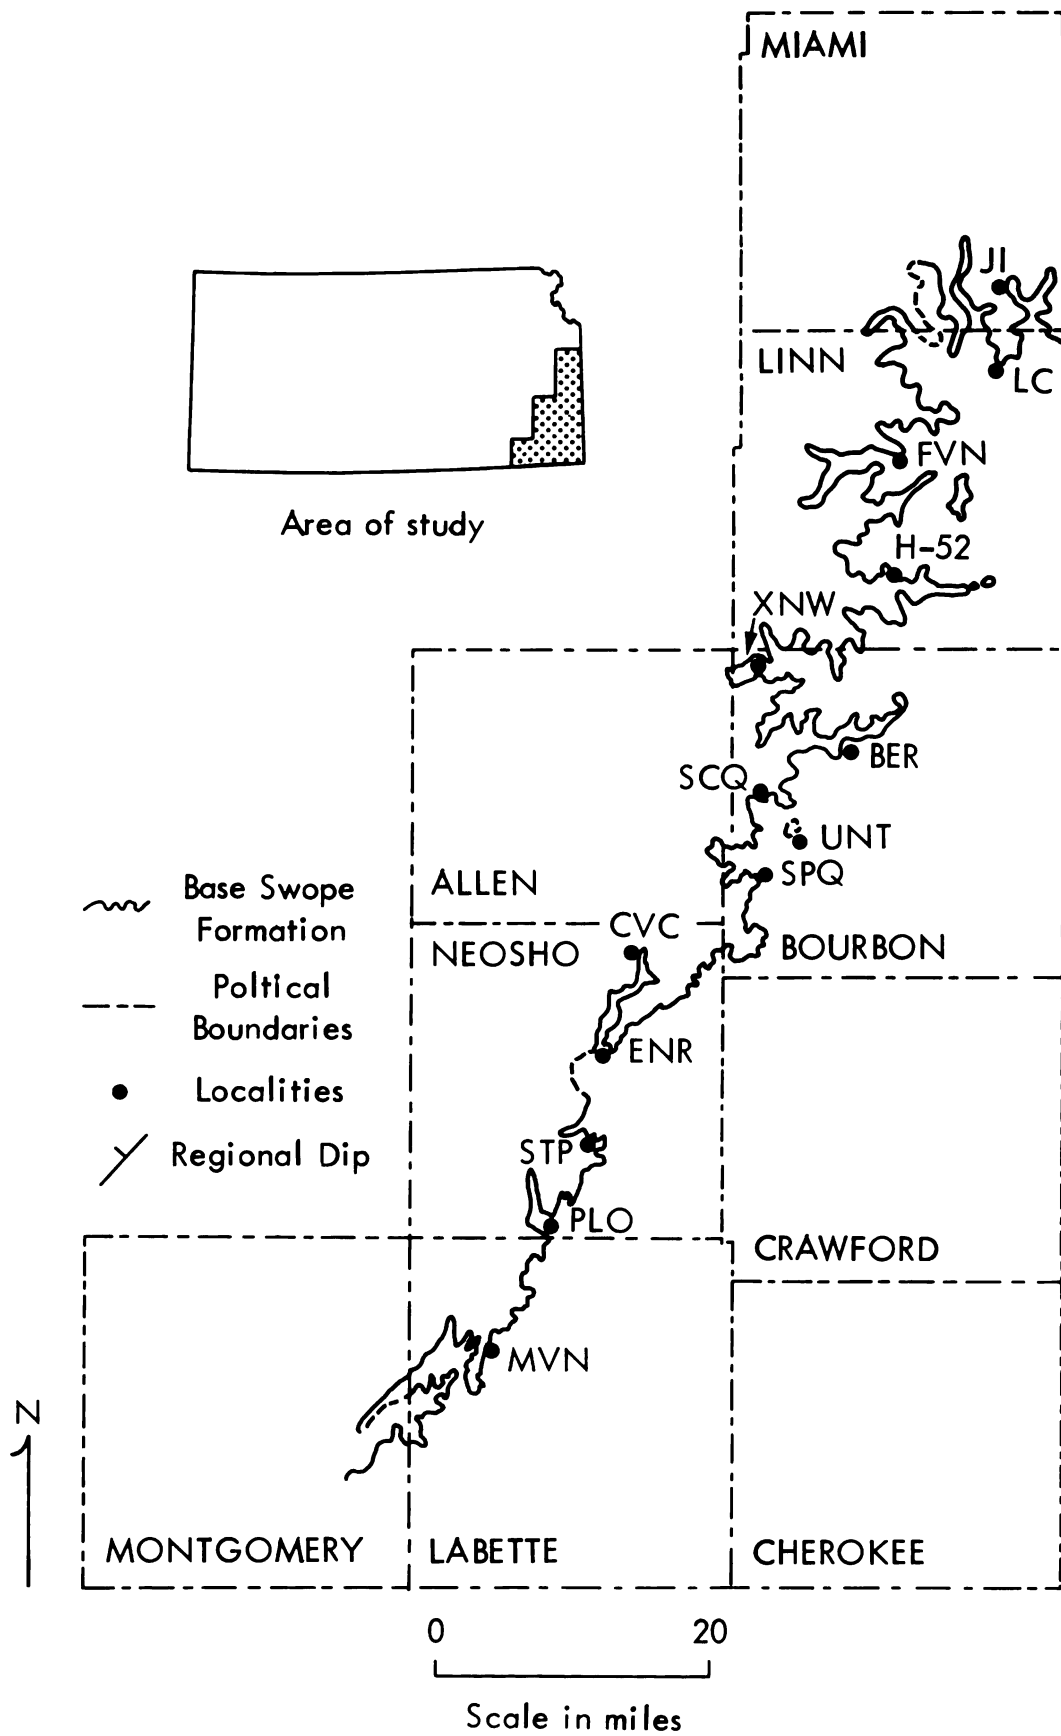 MIAMI
JI
LINN
LC
FVN
Area of study
H-52
XNW
BER
SCQ
UNT
SPQ
ALLEN
Base Swope
Formation
CVC
NEOSHO
BOURBON
Poltical
Boundaries
ENR
Localities
STP
Regional Dip
PLO
CRAWFORD
MVN
N
MONTGOMERY
LABETTE
CHEROKEE
0 20
Scale in miles